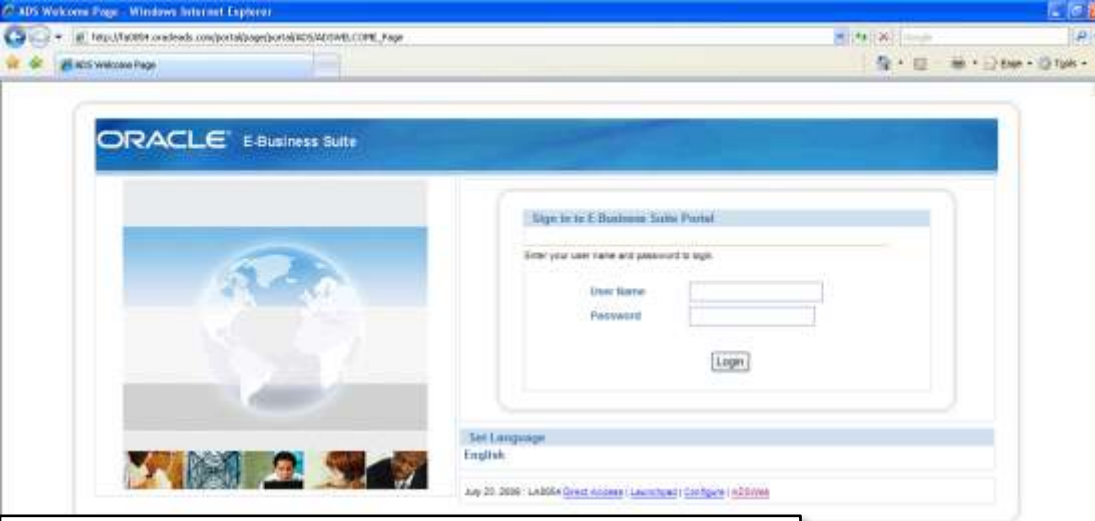 ADS Welcome Page - Windows Internet Explorer
ADS Welcome Page
Page
Tools
ORACLE E-Business Suite
Sign in to E-Business Suite Portal
Enter your user name and password to login.
User Name
Password
Login
Set Language
English
Direct Access | Launchpad | Configure | ADSWeb